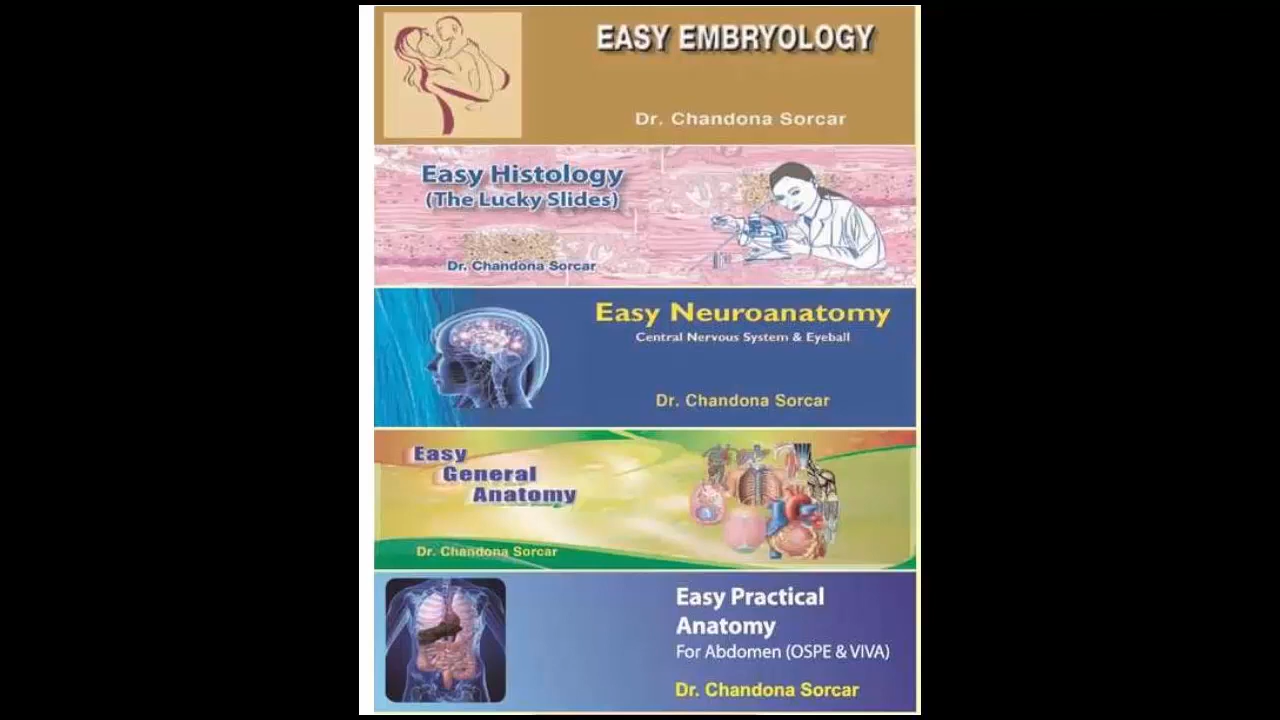 EASY EMBRYOLOGY
Dr. Chandona Sorcar
Easy Histology
(The Lucky Slides)
Dr. Chandona Sorcar
Easy Neuroanatomy
Central Nervous System & Eyeball
Dr. Chandona Sorcar
Easy
General
Anatomy
Dr. Chandona Sorcar
Easy Practical
Anatomy
For Abdomen (OSPE & VIVA)
Dr. Chandona Sorcar